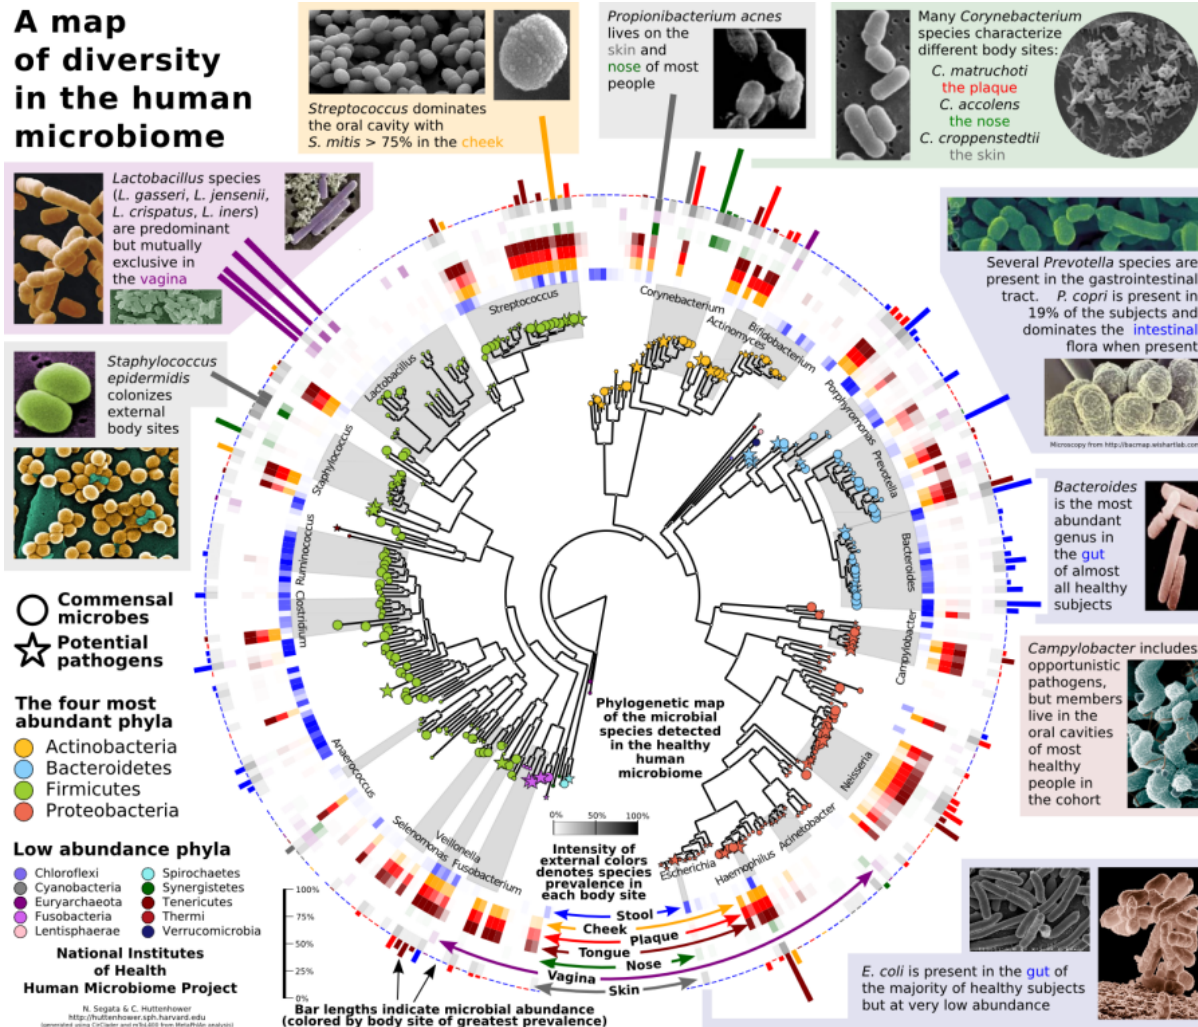 A map
of diversity
in the human
microbiome
Streptococcus dominates
the oral cavity with
S. mitis > 75% in the cheek
Propionibacterium acnes
lives on the
skin and
nose of most
people
Many Corynebacterium
species characterize
different body sites:
C. matruchoti
the plaque
C. accolens
the nose
C. croppenstedtii
the skin
Lactobacillus species
(L. gasseri, L. jensenii,
L. crispatus, L. iners)
are predominant
but mutually
exclusive in
the vagina
Several Prevotella species are
present in the gastrointestinal
tract. P. copri is present in
19% of the subjects and
dominates the intestinal
flora when present
Microscopy from http://bacmap.wishartlab.com
Staphylococcus
epidermidis
colonizes
external
body sites
Bacteroides
is the most
abundant
genus in
the gut
of almost
all healthy
subjects
Campylobacter includes
opportunistic
pathogens,
but members
live in the
oral cavities
of most
healthy
people in
the cohort
E. coli is present in the gut of
the majority of healthy subjects
but at very low abundance
Streptococcus
Corynebacterium
Actinomyces
Bifidobacterium
Porphyromonas
Prevotella
Bacteroides
Campylobacter
Neisseria
Acinetobacter
Haemophilus
Escherichia
Fusobacterium
Veillonella
Selenomonas
Anaerococcus
Clostridium
Ruminococcus
Staphylococcus
Lactobacillus
Commensal
microbes
Potential
pathogens
The four most
abundant phyla
Actinobacteria
Bacteroidetes
Firmicutes
Proteobacteria
Low abundance phyla
Chloroflexi
Cyanobacteria
Euryarchaeota
Fusobacteria
Lentisphaerae
Spirochaetes
Synergistetes
Tenericutes
Thermi
Verrucomicrobia
National Institutes
of Health
Human Microbiome Project
N. Segata & C. Huttenhower
http://huttenhower.sph.harvard.edu
Phylogenetic map
of the microbial
species detected
in the healthy
human
microbiome
0% 50% 100%
Intensity of
external colors
denotes species
prevalence in
each body site
Stool
Cheek
Plaque
Tongue
Nose
Vagina
Skin
100%
75%
50%
25%
0%
Bar lengths indicate microbial abundance
(colored by body site of greatest prevalence)